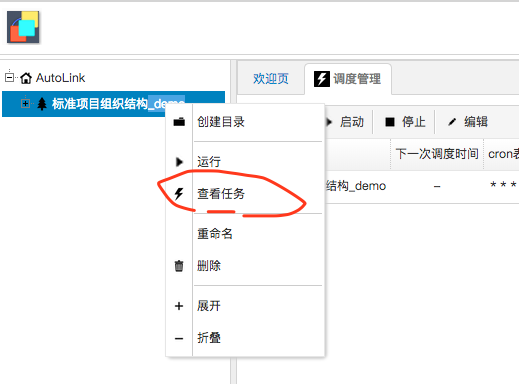 AutoLink
标准项目组织结构_demo
欢迎页
调度管理
启动
停止
编辑
下一次调度时间
cron表
结构_demo
–
* * *
创建目录
运行
查看任务
重命名
删除
展开
折叠